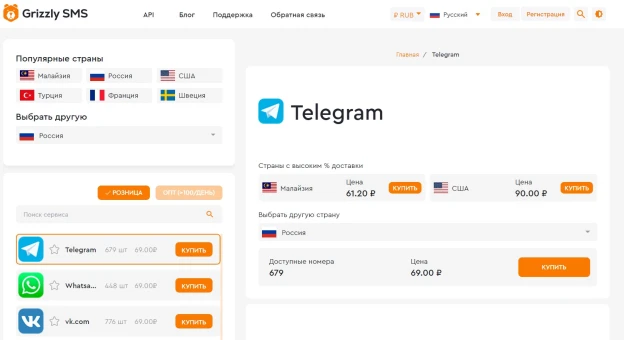 Grizzly SMS
API Блог Поддержка Обратная связь
₽ RUB Русский Вход Регистрация
Популярные страны
Малайзия Россия США
Турция Франция Швеция
Выбрать другую
Россия
РОЗНИЦА ОПТ (>100/ДЕНЬ)
Поиск сервиса
Telegram 679 шт 69.00₽ КУПИТЬ
Whatsa... 448 шт 69.00₽ КУПИТЬ
vk.com 776 шт 69.00₽ КУПИТЬ
Главная / Telegram
Telegram
Страны с высоким % доставки
Малайзия Цена 61.20 ₽ КУПИТЬ
США Цена 90.00 ₽ КУПИТЬ
Выбрать другую страну
Россия
Доступные номера Цена
679 69.00 ₽ КУПИТЬ